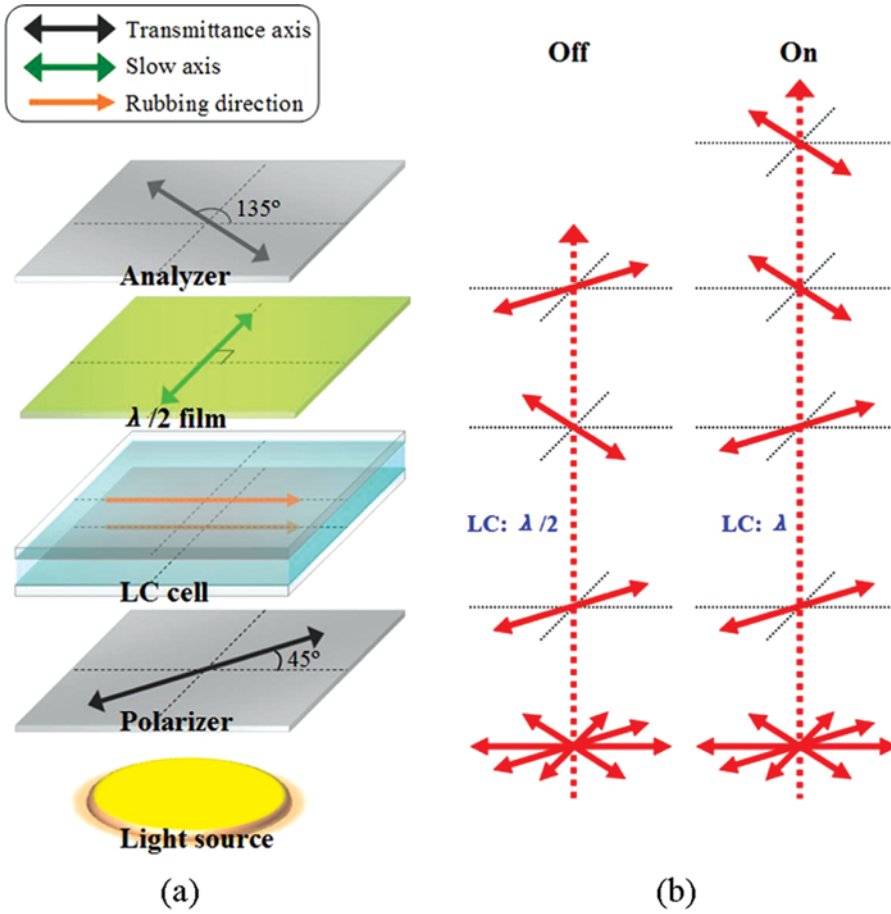 Transmittance axis
Slow axis
Rubbing direction
135°
Analyzer
λ/2 film
LC cell
45°
Polarizer
Light source
(a)
Off
On
LC: λ/2
LC: λ
(b)